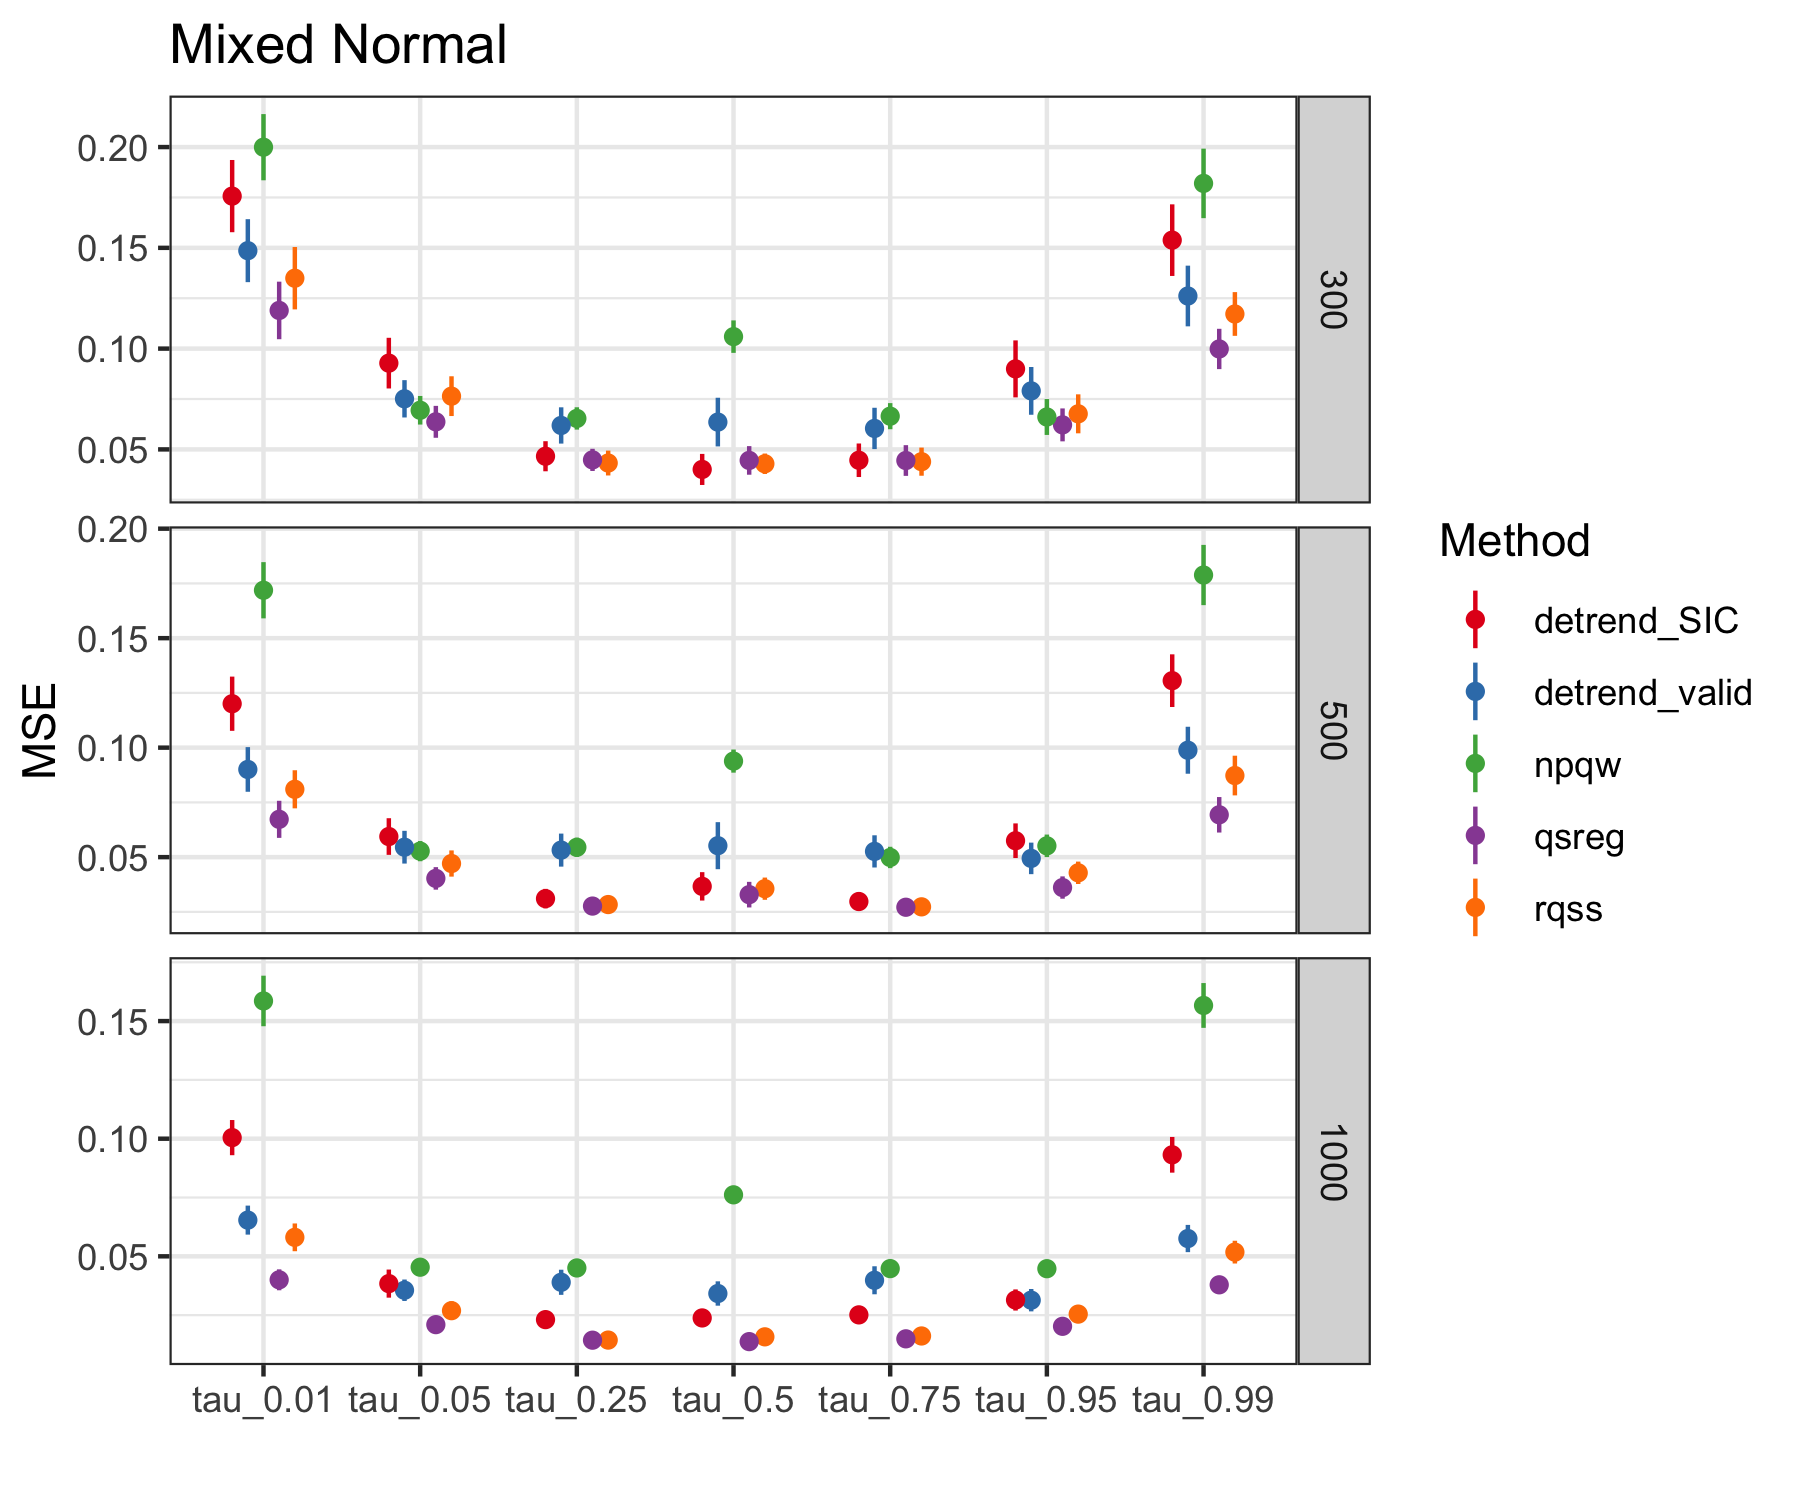 Mixed Normal
MSE
0.20
0.15
0.10
0.05
300
0.20
0.15
0.10
0.05
500
0.15
0.10
0.05
1000
tau_0.01 tau_0.05 tau_0.25 tau_0.5 tau_0.75 tau_0.95 tau_0.99
Method
detrend_SIC
detrend_valid
npqw
qsreg
rqss